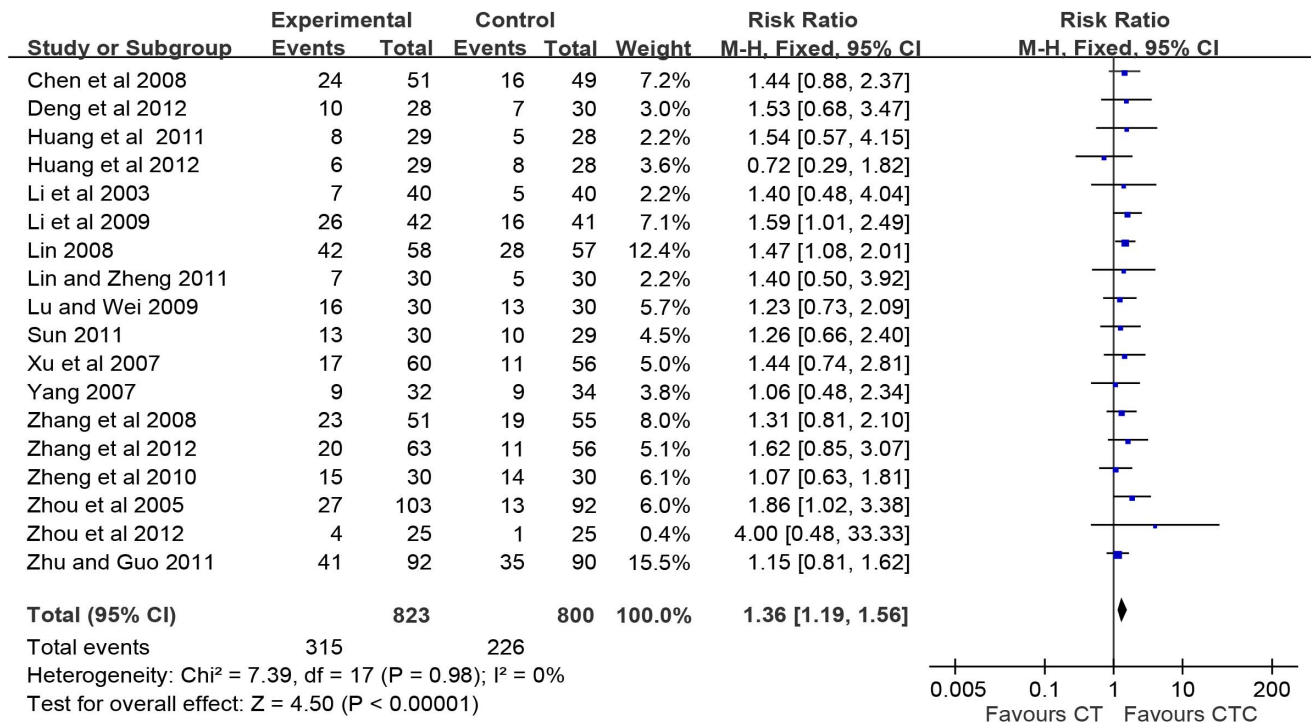 Experimental Control Risk Ratio Risk Ratio
Study or Subgroup Events Total Events Total Weight M-H, Fixed, 95% CI M-H, Fixed, 95% CI
Chen et al 2008 24 51 16 49 7.2% 1.44 [0.88, 2.37]
Deng et al 2012 10 28 7 30 3.0% 1.53 [0.68, 3.47]
Huang et al 2011 8 29 5 28 2.2% 1.54 [0.57, 4.15]
Huang et al 2012 6 29 8 28 3.6% 0.72 [0.29, 1.82]
Li et al 2003 7 40 5 40 2.2% 1.40 [0.48, 4.04]
Li et al 2009 26 42 16 41 7.1% 1.59 [1.01, 2.49]
Lin 2008 42 58 28 57 12.4% 1.47 [1.08, 2.01]
Lin and Zheng 2011 7 30 5 30 2.2% 1.40 [0.50, 3.92]
Lu and Wei 2009 16 30 13 30 5.7% 1.23 [0.73, 2.09]
Sun 2011 13 30 10 29 4.5% 1.26 [0.66, 2.40]
Xu et al 2007 17 60 11 56 5.0% 1.44 [0.74, 2.81]
Yang 2007 9 32 9 34 3.8% 1.06 [0.48, 2.34]
Zhang et al 2008 23 51 19 55 8.0% 1.31 [0.81, 2.10]
Zhang et al 2012 20 63 11 56 5.1% 1.62 [0.85, 3.07]
Zheng et al 2010 15 30 14 30 6.1% 1.07 [0.63, 1.81]
Zhou et al 2005 27 103 13 92 6.0% 1.86 [1.02, 3.38]
Zhou et al 2012 4 25 1 25 0.4% 4.00 [0.48, 33.33]
Zhu and Guo 2011 41 92 35 90 15.5% 1.15 [0.81, 1.62]
Total (95% CI) 823 800 100.0% 1.36 [1.19, 1.56]
Total events 315 226
Heterogeneity: Chi² = 7.39, df = 17 (P = 0.98); I² = 0%
Test for overall effect: Z = 4.50 (P < 0.00001)
0.005 0.1 1 10 200
Favours CT Favours CTC